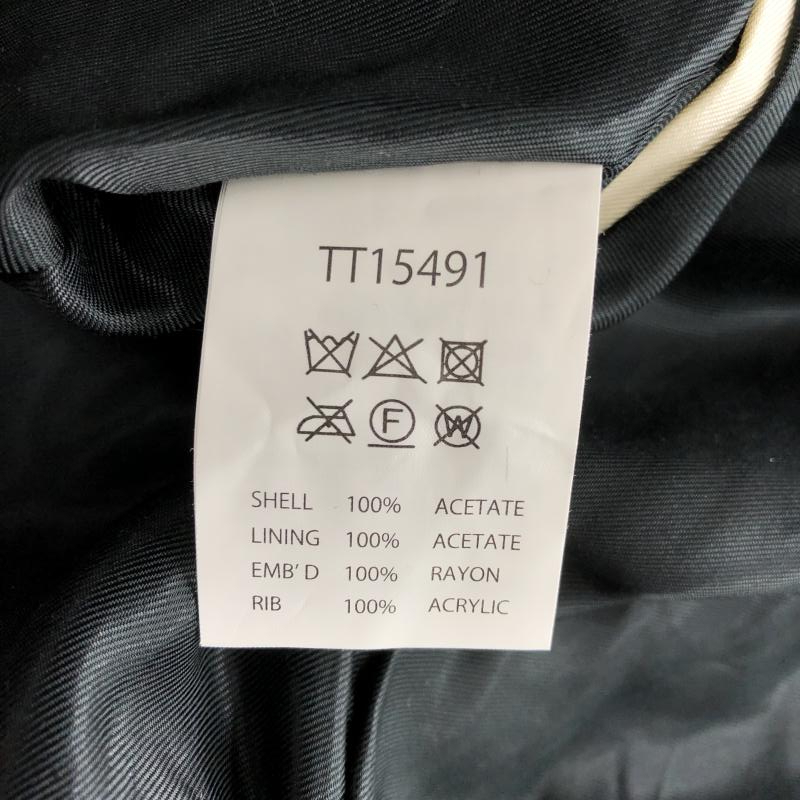 TT15491
F W
SHELL 100% ACETATE
LINING 100% ACETATE
EMB'D 100% RAYON
RIB 100% ACRYLIC